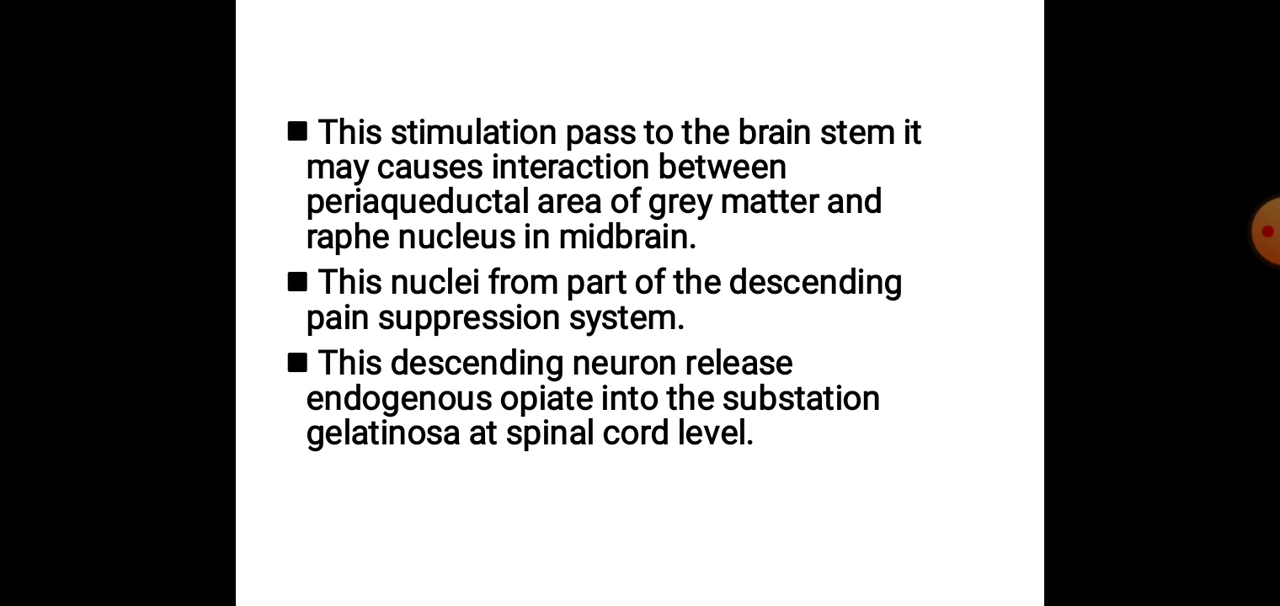 ■ This stimulation pass to the brain stem it
may causes interaction between
periaqueductal area of grey matter and
raphe nucleus in midbrain.
■ This nuclei from part of the descending
pain suppression system.
■ This descending neuron release
endogenous opiate into the substation
gelatinosa at spinal cord level.